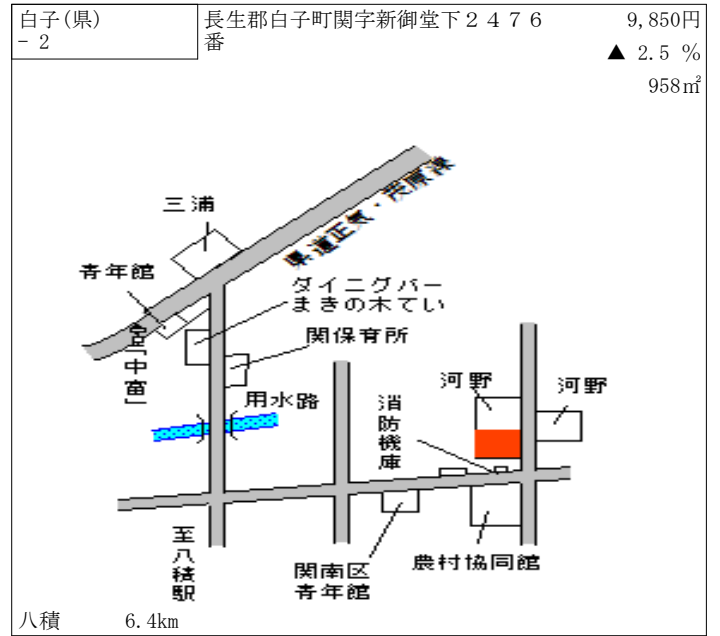 白子(県)
- 2
長生郡白子町関字新御堂下２４７６
番
9,850円
▲ 2.5 %
958㎡
三浦
県道正気・茂原線
青年館
ダイニグバー
まきの木てい
「中富」
関保育所
用水路
消防機庫
河野
河野
至八積駅
関南区
青年館
農村協同館
八積 6.4km